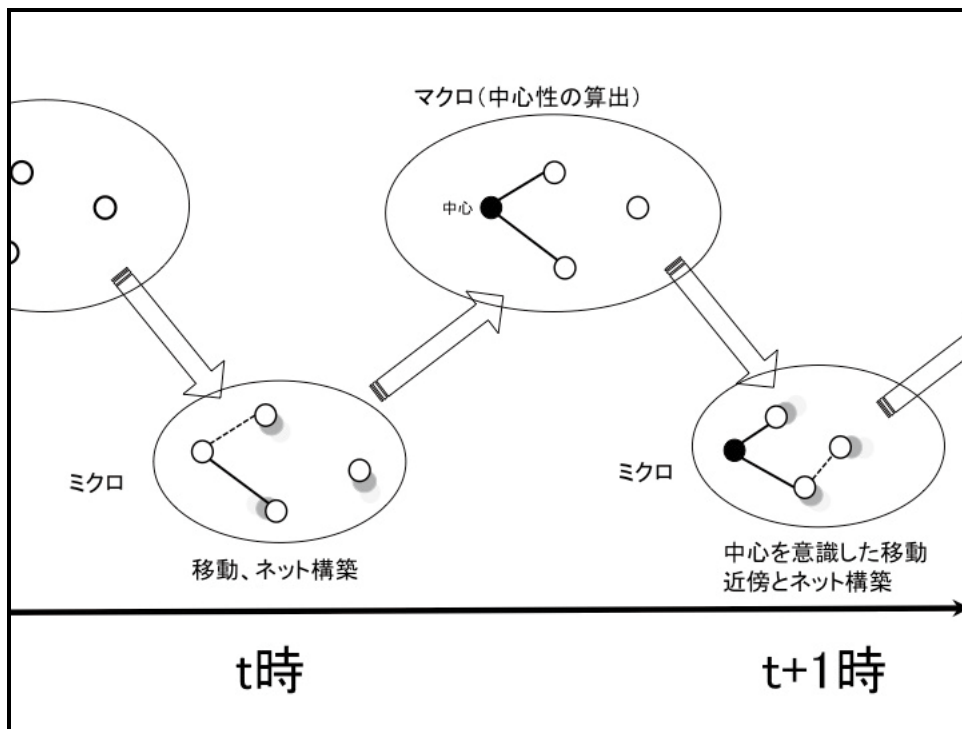 マクロ(中心性の算出)
中心
ミクロ
移動、ネット構築
ミクロ
中心を意識した移動
近傍とネット構築
t時
t+1時